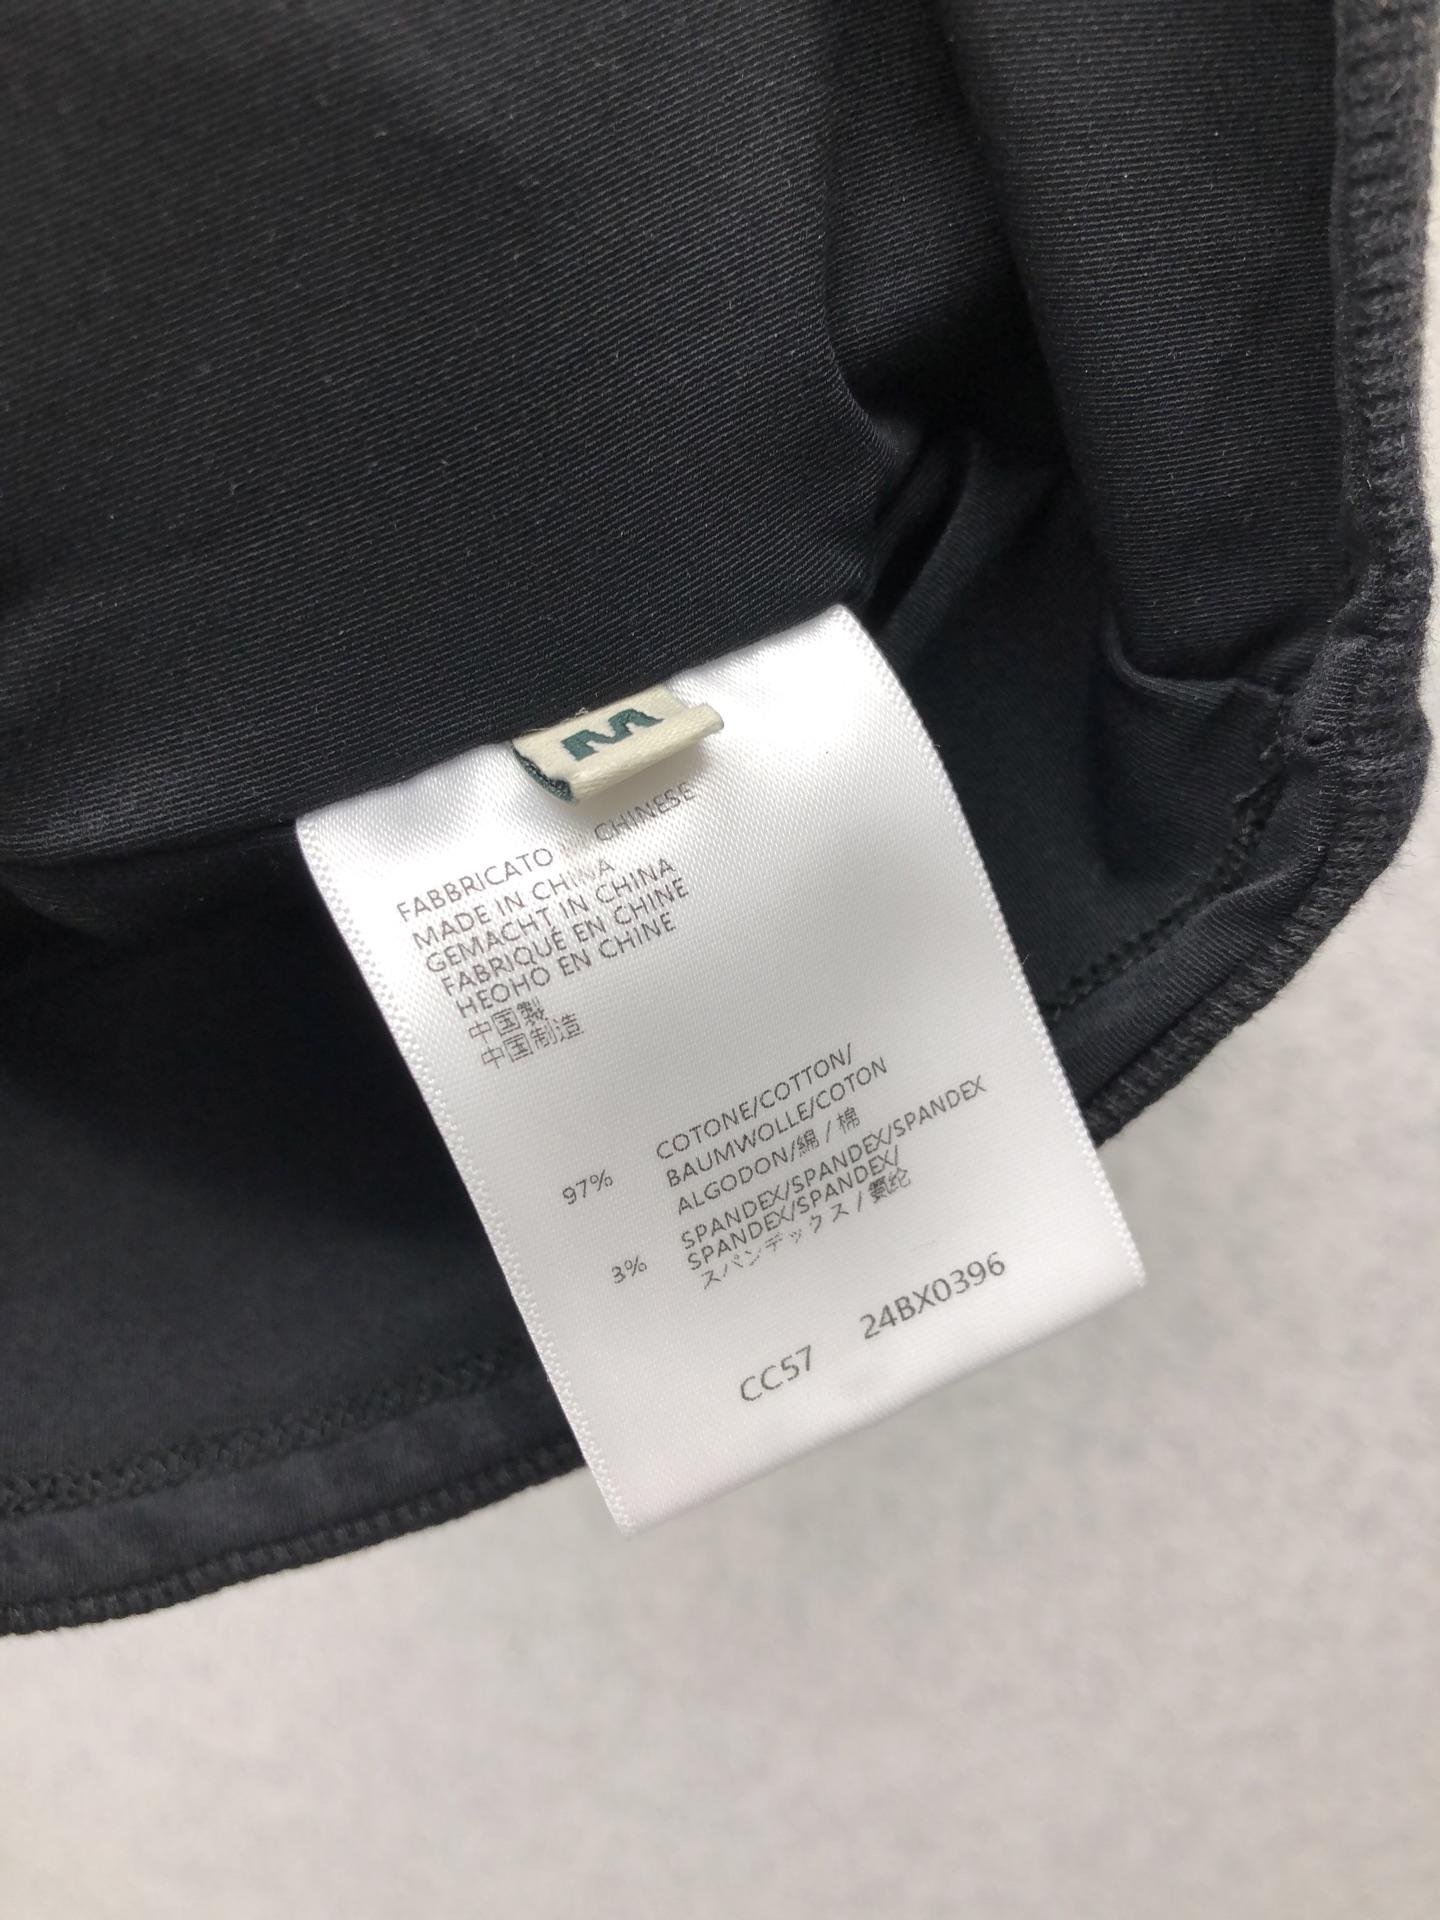 M
FABBRICATO CHINESE
MADE IN CHINA
GEMACHT IN CHINA
FABRIQUÉ EN CHINE
HEOHO EN CHINE
中国製
中国制造
97% COTONE/COTTON/
BAUMWOLLE/COTON
ALGODON/綿/棉
3% SPANDEX/SPANDEX/SPANDEX
SPANDEX/SPANDEX/
スパンデックス/氨纶
CC57 24BX0396